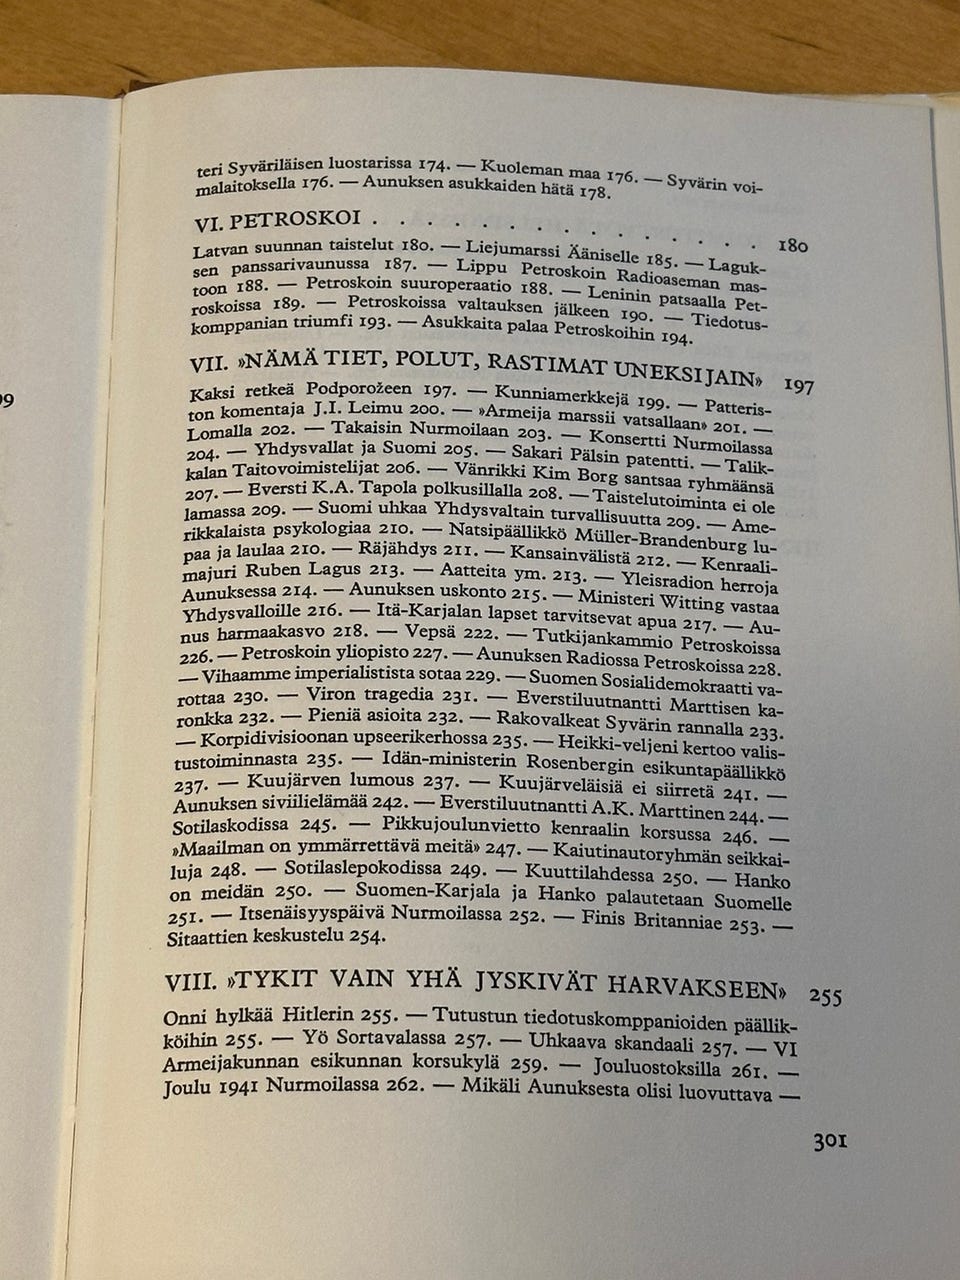 99
teri Syväriläisen luostarissa 174. — Kuoleman maa 176. — Syvärin voi-
malaitoksella 176. — Aunuksen asukkaiden hätä 178.
VI. PETROSKOI . . . . . . . . . . . . . . . 180
Latvan suunnan taistelut 180. — Liejumarssi Ääniselle 185. — Laguk-
sen panssarivaunussa 187. — Lippu Petroskoin Radioaseman mas-
toon 188. — Petroskoin suuroperaatio 188. — Leninin patsaalla Pet-
roskoissa 189. — Petroskoissa valtauksen jälkeen 190. — Tiedotus-
komppanian triumfi 193. — Asukkaita palaa Petroskoihin 194.
VII. »NÄMÄ TIET, POLUT, RASTIMAT UNEKSIJAIN» 197
Kaksi retkeä Podporožeen 197. — Kunniamerkkejä 199. — Patteris-
ton komentaja J.I. Leimu 200. — »Armeija marssii vatsallaan» 201. —
Lomalla 202. — Takaisin Nurmoilaan 203. — Konsertti Nurmoilassa
204. — Yhdysvallat ja Suomi 205. — Sakari Pälsin patentti. — Talik-
kalan Taitovoimistelijat 206. — Vänrikki Kim Borg santsaa ryhmäänsä
207. — Eversti K.A. Tapola polkusillalla 208. — Taistelutoiminta ei ole
lamassa 209. — Suomi uhkaa Yhdysvaltain turvallisuutta 209. — Ame-
rikkalaista psykologiaa 210. — Natsipäällikkö Müller-Brandenburg lu-
paa ja laulaa 210. — Räjähdys 211. — Kansainvälistä 212. — Kenraali-
majuri Ruben Lagus 213. — Aatteita ym. 213. — Yleisradion herroja
Aunuksessa 214. — Aunuksen uskonto 215. — Ministeri Witting vastaa
Yhdysvalloille 216. — Itä-Karjalan lapset tarvitsevat apua 217. — Au-
nus harmaakasvo 218. — Vepsä 222. — Tutkijankammio Petroskoissa
226. — Petroskoin yliopisto 227. — Aunuksen Radiossa Petroskoissa 228.
— Vihaamme imperialistista sotaa 229. — Suomen Sosialidemokraatti va-
rottaa 230. — Viron tragedia 231. — Everstiluutnantti Marttisen ka-
ronkka 232. — Pieniä asioita 232. — Rakovalkeat Syvärin rannalla 233.
— Korpidivisioonan upseerikerhossa 235. — Heikki-veljeni kertoo valis-
tustoiminnasta 235. — Idän-ministerin Rosenbergin esikuntapäällikkö
237. — Kuujärven lumous 237. — Kuujärveläisiä ei siirretä 241. —
Aunuksen siviilielämää 242. — Everstiluutnantti A.K. Marttinen 244. —
Sotilaskodissa 245. — Pikkujoulunvietto kenraalin korsussa 246. —
»Maailman on ymmärrettävä meitä» 247. — Kaiutinautoryhmän seikkai-
luja 248. — Sotilaslepokodissa 249. — Kuuttilahdessa 250. — Hanko
on meidän 250. — Suomen-Karjala ja Hanko palautetaan Suomelle
251. — Itsenäisyyspäivä Nurmoilassa 252. — Finis Britanniae 253. —
Sitaattien keskustelu 254.
VIII. »TYKIT VAIN YHÄ JYSKIVÄT HARVAKSEEN» 255
Onni hylkää Hitlerin 255. — Tutustun tiedotuskomppanioiden päällik-
köihin 255. — Yö Sortavalassa 257. — Uhkaava skandaali 257. — VI
Armeijakunnan esikunnan korsukylä 259. — Jouluostoksilla 261. —
Joulu 1941 Nurmoilassa 262. — Mikäli Aunuksesta olisi luovuttava —
301